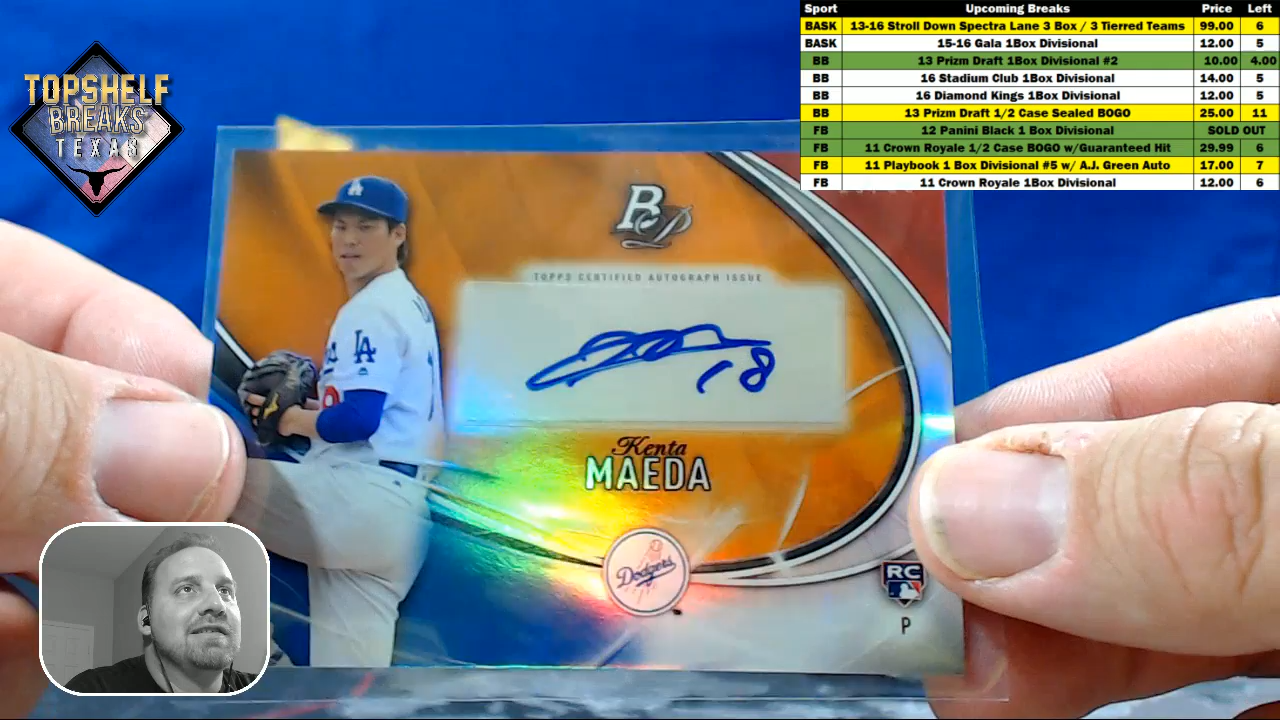 TOPSHELF
BREAKS
TEXAS
Sport Upcoming Breaks Price Left
BASK 13-16 Stroll Down Spectra Lane 3 Box / 3 Tierred Teams 99.00 6
BASK 15-16 Gala 1Box Divisional 12.00 5
BB 13 Prizm Draft 1Box Divisional #2 10.00 4.00
BB 16 Stadium Club 1Box Divisional 14.00 5
BB 16 Diamond Kings 1Box Divisional 12.00 5
BB 13 Prizm Draft 1/2 Case Sealed BOGO 25.00 11
FB 12 Panini Black 1 Box Divisional SOLD OUT
FB 11 Crown Royale 1/2 Case BOGO w/Guaranteed Hit 29.99 6
FB 11 Playbook 1 Box Divisional #5 w/ A.J. Green Auto 17.00 7
FB 11 Crown Royale 1Box Divisional 12.00 6
BP
TOPPS CERTIFIED AUTOGRAPH ISSUE
LA
LA
18
Kenta
MAEDA
Dodgers
RC
P